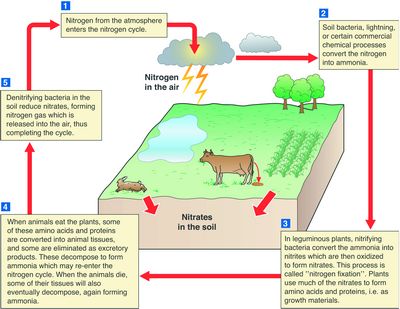 1
Nitrogen from the atmosphere
enters the nitrogen cycle.
2
Soil bacteria, lightning,
or certain commercial
chemical processes
convert the nitrogen
into ammonia.
Nitrogen
in the air
5
Denitrifying bacteria in the
soil reduce nitrates, forming
nitrogen gas which is
released into the air, thus
completing the cycle.
4
When animals eat the plants, some
of these amino acids and proteins
are converted into animal tissues,
and some are eliminated as excretory
products. These decompose to form
ammonia which may re-enter the
nitrogen cycle. When the animals die,
some of their tissues will also
eventually decompose, again forming
ammonia.
Nitrates
in the soil
3
In leguminous plants, nitrifying
bacteria convert the ammonia into
nitrites which are then oxidized
to form nitrates. This process is
called "nitrogen fixation". Plants
use much of the nitrates to form
amino acids and proteins, i.e. as
growth materials.